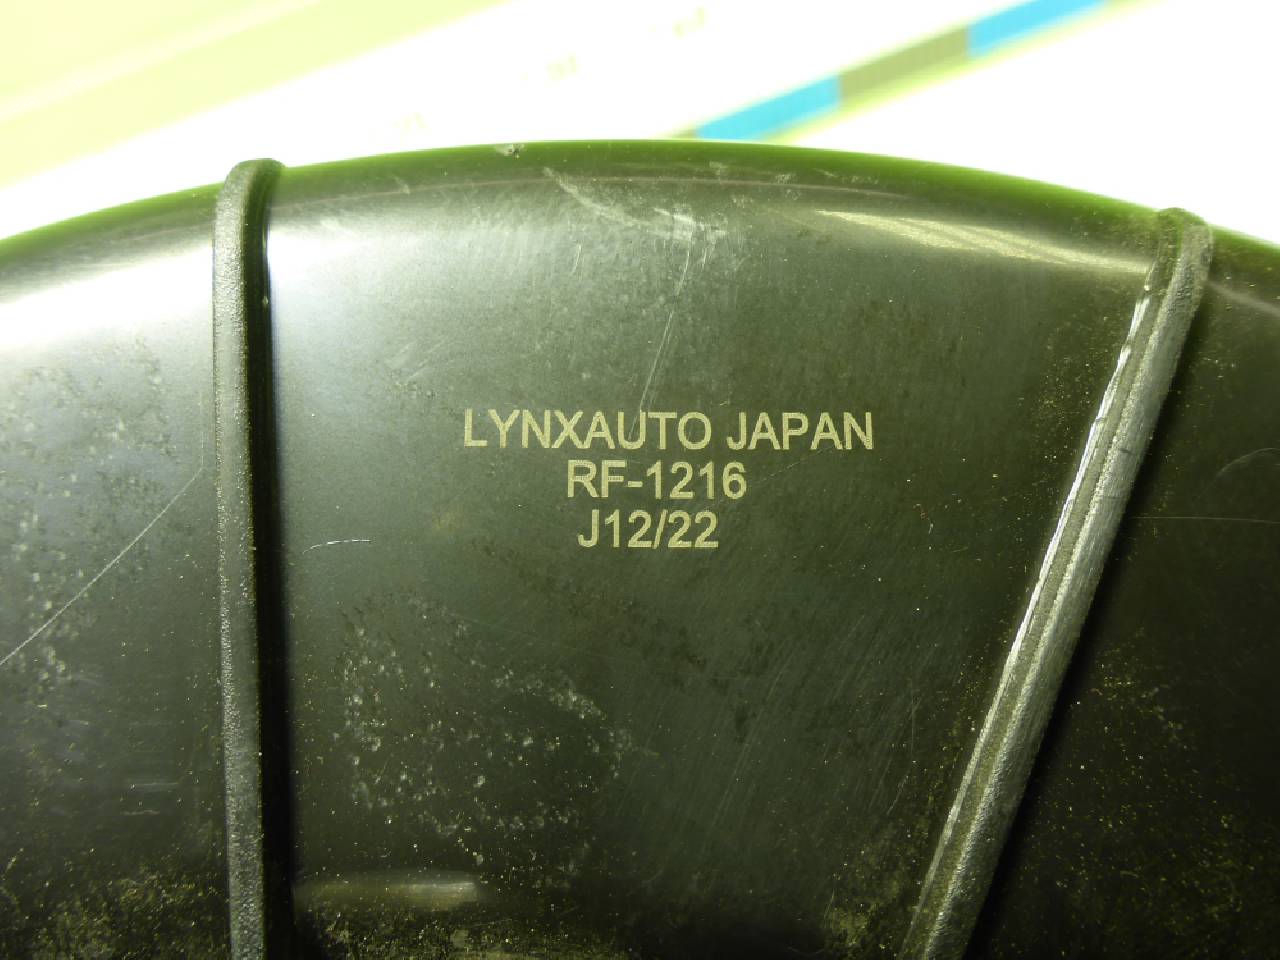 LYNXAUTO JAPAN
RF-1216
J12/22